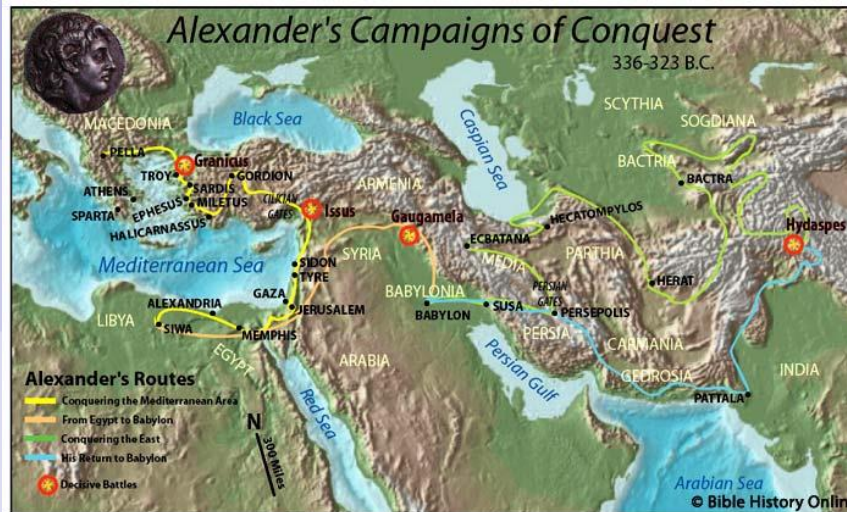 Alexander's Campaigns of Conquest
336-323 B.C.
SCYTHIA
SOGDIANA
MACEDONIA
Black Sea
Caspian Sea
BACTRIA
PELLA
Granicus
TROY
GORDION
BACTRA
ARMENIA
SARDIS
ATHENS
EPHESUS
MILETUS
CILICIAN
GATES
Issus
SPARTA
HALICARNASSUS
Gaugamela
HECATOMPYLOS
Hydaspes
ECBATANA
PARTHIA
SYRIA
MEDIA
Mediterranean Sea
SIDON
TYRE
HERAT
GAZA
BABYLONIA
PERSIAN
GATES
ALEXANDRIA
JERUSALEM
BABYLON
SUSA
PERSEPOLIS
LIBYA
SIWA
MEMPHIS
PERSIA
CARMANIA
EGYPT
ARABIA
Persian Gulf
GEDROSIA
INDIA
PATTALA
Alexander's Routes
Conquering the Mediterranean Area
From Egypt to Babylon
Conquering the East
His Return to Babylon
Decisive Battles
N
300 Miles
Red Sea
Arabian Sea
© Bible History Onlin